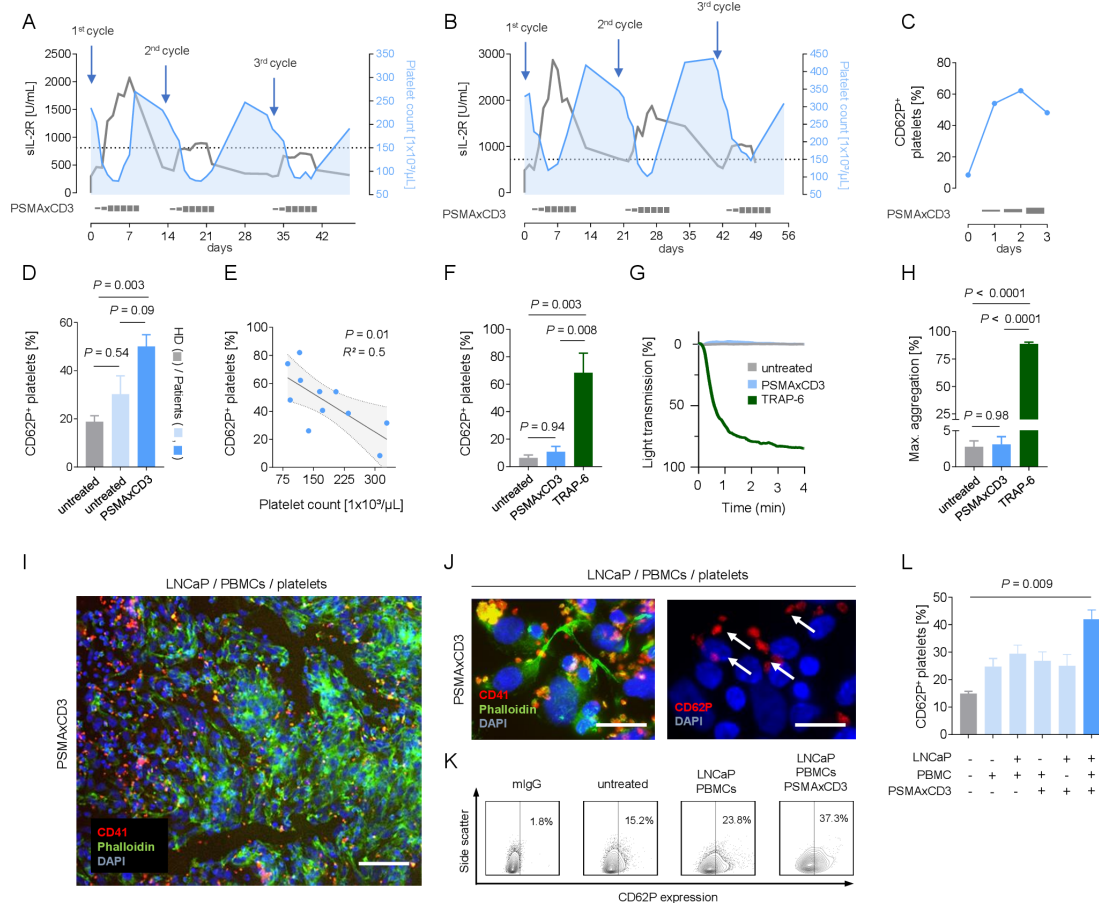 A
1st cycle
2nd cycle
3rd cycle
sIL-2R [U/mL]
2500
2000
1500
1000
500
0
350
300
250
200
150
100
50
Platelet count [1x10³/µL]
PSMAxCD3
0 7 14 21 28 35 42
days
B
1st cycle
2nd cycle
3rd cycle
sIL-2R [U/mL]
3000
2000
1000
0
450
400
350
300
250
200
150
100
50
Platelet count [1x10³/µL]
PSMAxCD3
0 7 14 21 28 35 42 49 56
days
C
CD62P⁺
platelets [%]
80
60
40
20
0
PSMAxCD3
0 1 2 3
days
D
P = 0.003
P = 0.09
P = 0.54
CD62P⁺ platelets [%]
60
40
20
0
untreated
untreated
PSMAxCD3
HD ( ) / Patients ( , )
E
P = 0.01
R² = 0.5
CD62P⁺ platelets [%]
100
80
60
40
20
0
75 150 225 300
Platelet count [1x10³/µL]
F
P = 0.003
P = 0.008
P = 0.94
CD62P⁺ platelets [%]
100
80
60
40
20
0
untreated
PSMAxCD3
TRAP-6
G
Light transmission [%]
0
50
100
untreated
PSMAxCD3
TRAP-6
0 1 2 3 4
Time (min)
H
P < 0.0001
P < 0.0001
P = 0.98
Max. aggregation [%]
100
75
50
25
5
0
untreated
PSMAxCD3
TRAP-6
I
LNCaP / PBMCs / platelets
PSMAxCD3
CD41
Phalloidin
DAPI
J
LNCaP / PBMCs / platelets
PSMAxCD3
CD41
Phalloidin
DAPI
CD62P
DAPI
K
mIgG
untreated
LNCaP
PBMCs
LNCaP
PBMCs
PSMAxCD3
Side scatter
1.8%
15.2%
23.8%
37.3%
CD62P expression
L
P = 0.009
CD62P⁺ platelets [%]
50
40
30
20
10
0
LNCaP - - + - + +
PBMC - + + + - +
PSMAxCD3 - - - + + +